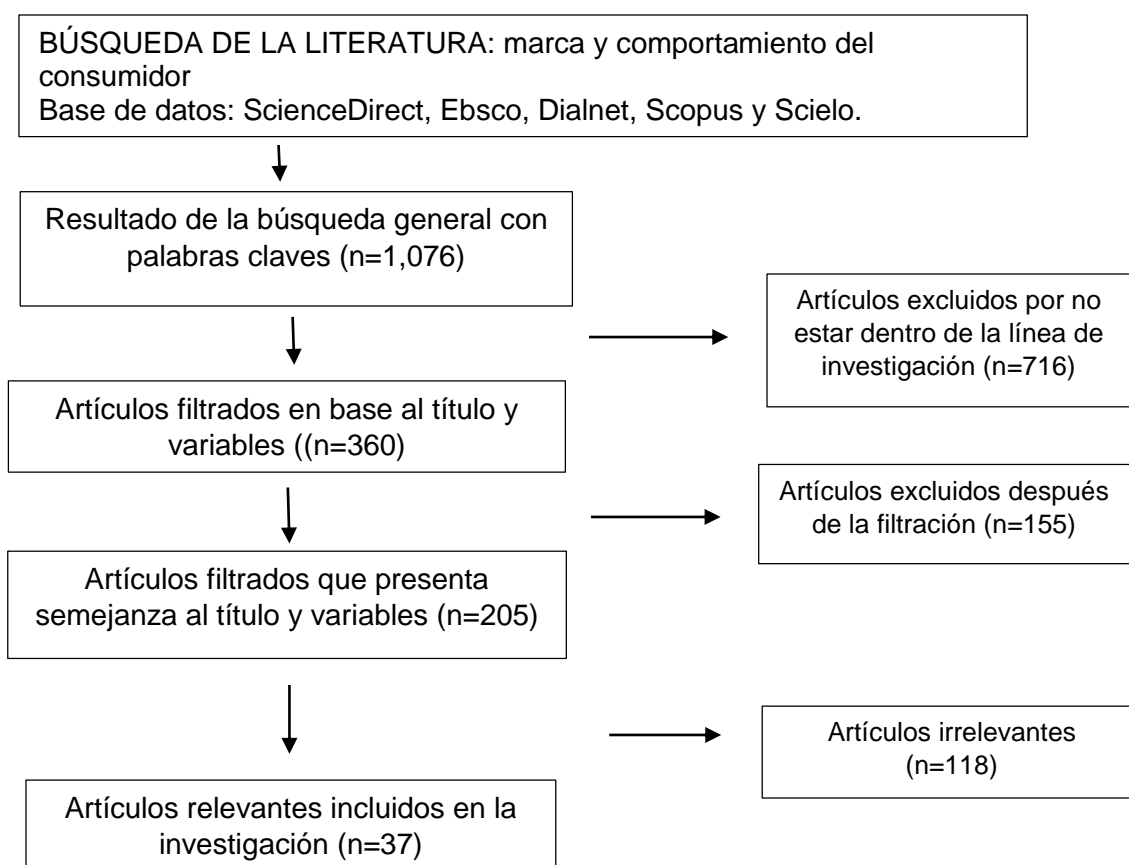 BÚSQUEDA DE LA LITERATURA: marca y comportamiento del
consumidor
Base de datos: ScienceDirect, Ebsco, Dialnet, Scopus y Scielo.
Resultado de la búsqueda general con
palabras claves (n=1,076)
Artículos excluidos por no
estar dentro de la línea de
investigación (n=716)
Artículos filtrados en base al título y
variables ((n=360)
Artículos excluidos después
de la filtración (n=155)
Artículos filtrados que presenta
semejanza al título y variables (n=205)
Artículos irrelevantes
(n=118)
Artículos relevantes incluidos en la
investigación (n=37)